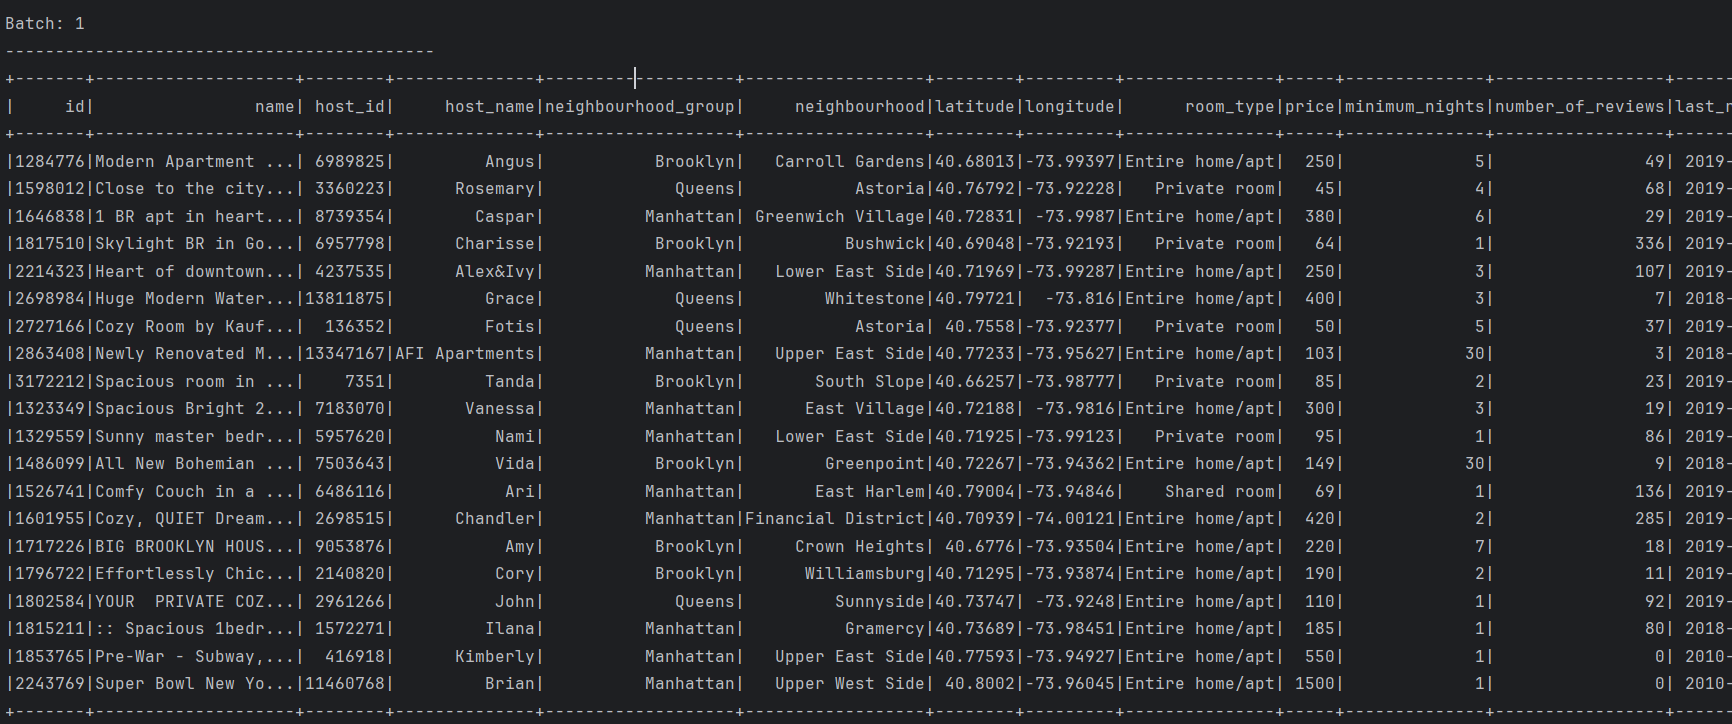 Batch: 1
-------------------------------------------
+-------+--------------------+--------+--------------+-------------------+------------------+--------+---------+---------------+-----+--------------+-----------------+------
|     id|                name| host_id|     host_name|neighbourhood_group|     neighbourhood|latitude|longitude|      room_type|price|minimum_nights|number_of_reviews|last_r
+-------+--------------------+--------+--------------+-------------------+------------------+--------+---------+---------------+-----+--------------+-----------------+------
|1284776|Modern Apartment ...| 6989825|         Angus|           Brooklyn|   Carroll Gardens|40.68013|-73.99397|Entire home/apt|  250|             5|               49| 2019-
|1598012|Close to the city...| 3360223|      Rosemary|             Queens|           Astoria|40.76792|-73.92228|   Private room|   45|             4|               68| 2019-
|1646838|1 BR apt in heart...| 8739354|        Caspar|          Manhattan| Greenwich Village|40.72831| -73.9987|Entire home/apt|  380|             6|               29| 2019-
|1817510|Skylight BR in Go...| 6957798|      Charisse|           Brooklyn|          Bushwick|40.69048|-73.92193|   Private room|   64|             1|              336| 2019-
|2214323|Heart of downtown...| 4237535|      Alex&Ivy|          Manhattan|   Lower East Side|40.71969|-73.99287|Entire home/apt|  250|             3|              107| 2019-
|2698984|Huge Modern Water...|13811875|         Grace|             Queens|        Whitestone|40.79721|  -73.816|Entire home/apt|  400|             3|                7| 2018-
|2727166|Cozy Room by Kauf...|  136352|         Fotis|             Queens|           Astoria| 40.7558|-73.92377|   Private room|   50|             5|               37| 2019-
|2863408|Newly Renovated M...|13347167|AFI Apartments|          Manhattan|   Upper East Side|40.77233|-73.95627|Entire home/apt|  103|            30|                3| 2018-
|3172212|Spacious room in ...|    7351|         Tanda|           Brooklyn|       South Slope|40.66257|-73.98777|   Private room|   85|             2|               23| 2019-
|1323349|Spacious Bright 2...| 7183070|       Vanessa|          Manhattan|      East Village|40.72188| -73.9816|Entire home/apt|  300|             3|               19| 2019-
|1329559|Sunny master bedr...| 5957620|          Nami|          Manhattan|   Lower East Side|40.71925|-73.99123|   Private room|   95|             1|               86| 2019-
|1486099|All New Bohemian ...| 7503643|          Vida|           Brooklyn|        Greenpoint|40.72267|-73.94362|Entire home/apt|  149|            30|                9| 2018-
|1526741|Comfy Couch in a ...| 6486116|           Ari|          Manhattan|       East Harlem|40.79004|-73.94846|    Shared room|   69|             1|              136| 2019-
|1601955|Cozy, QUIET Dream...| 2698515|      Chandler|          Manhattan|Financial District|40.70939|-74.00121|Entire home/apt|  420|             2|              285| 2019-
|1717226|BIG BROOKLYN HOUS...| 9053876|           Amy|           Brooklyn|     Crown Heights| 40.6776|-73.93504|Entire home/apt|  220|             7|               18| 2019-
|1796722|Effortlessly Chic...| 2140820|          Cory|           Brooklyn|      Williamsburg|40.71295|-73.93874|Entire home/apt|  190|             2|               11| 2019-
|1802584|YOUR  PRIVATE COZ...| 2961266|          John|             Queens|         Sunnyside|40.73747| -73.9248|Entire home/apt|  110|             1|               92| 2019-
|1815211|:: Spacious 1bedr...| 1572271|         Ilana|          Manhattan|          Gramercy|40.73689|-73.98451|Entire home/apt|  185|             1|               80| 2018-
|1853765|Pre-War - Subway,...|  416918|      Kimberly|          Manhattan|   Upper East Side|40.77593|-73.94927|Entire home/apt|  550|             1|                0| 2010-
|2243769|Super Bowl New Yo...|11460768|         Brian|          Manhattan|   Upper West Side| 40.8002|-73.96045|Entire home/apt| 1500|             1|                0| 2010-
+-------+--------------------+--------+--------------+-------------------+------------------+--------+---------+---------------+-----+--------------+-----------------+------